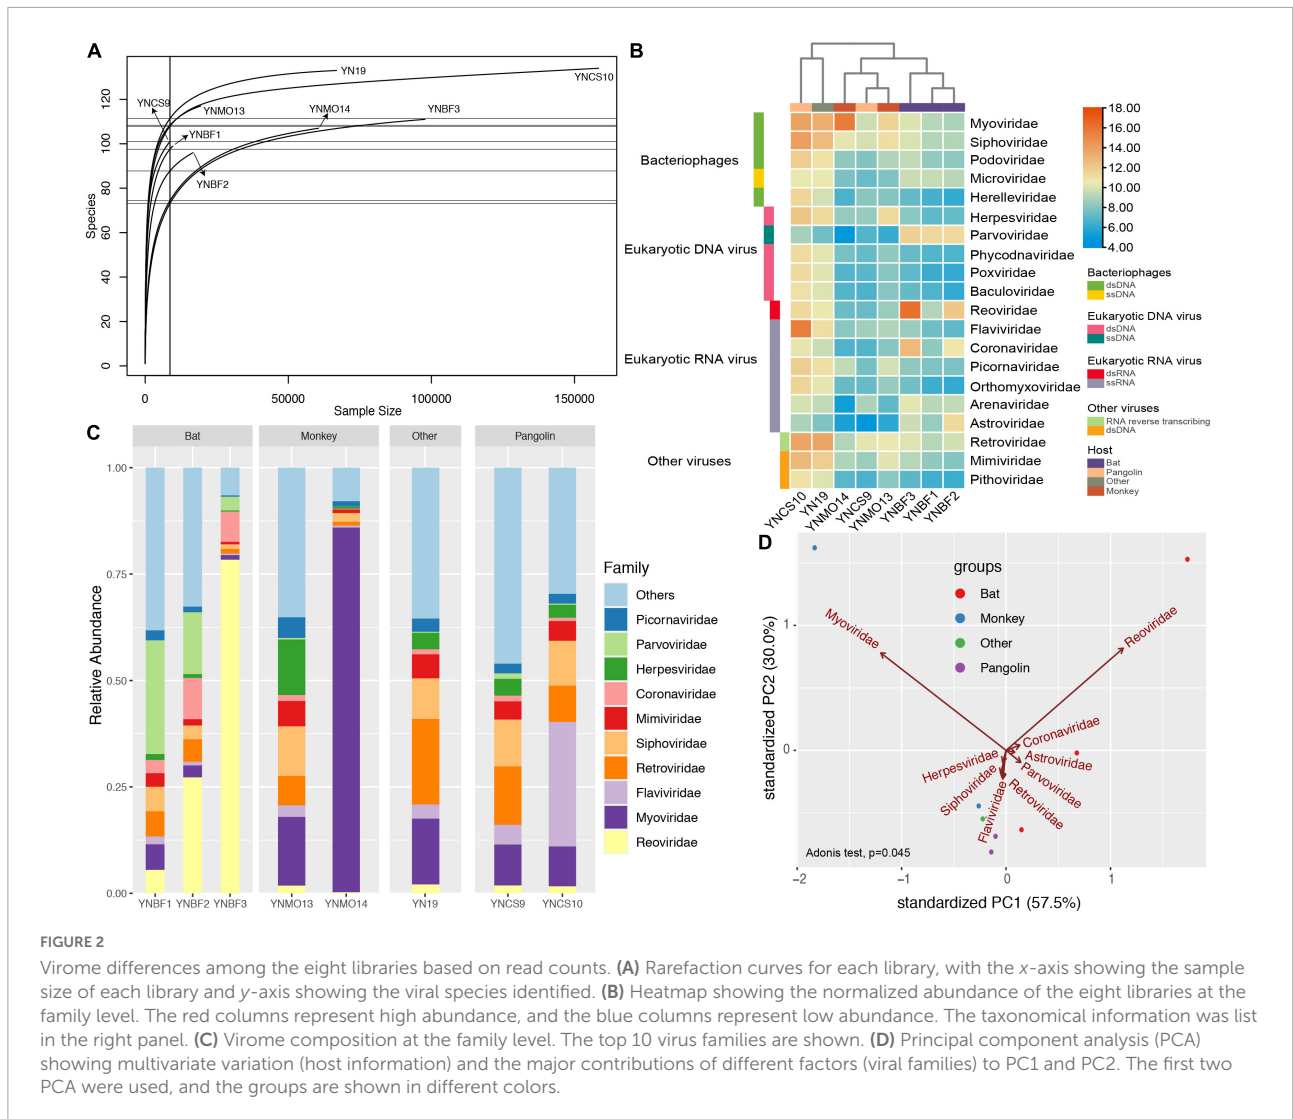 A
YN19
YNCS10
YNCS9
YNMO13
YNMO14
YNBF3
YNBF1
YNBF2
Species
0
20
40
60
80
100
120
0
50000
100000
150000
Sample Size
B
Bacteriophages
Eukaryotic DNA virus
Eukaryotic RNA virus
Other viruses
Myoviridae
Siphoviridae
Podoviridae
Microviridae
Herelleviridae
Herpesviridae
Parvoviridae
Phycodnaviridae
Poxviridae
Baculoviridae
Reoviridae
Flaviviridae
Coronaviridae
Picornaviridae
Orthomyxoviridae
Arenaviridae
Astroviridae
Retroviridae
Mimiviridae
Pithoviridae
YNCS10
YN19
YNMO14
YNCS9
YNMO13
YNBF3
YNBF1
YNBF2
18.00
16.00
14.00
12.00
10.00
8.00
6.00
4.00
Bacteriophages
dsDNA
ssDNA
Eukaryotic DNA virus
dsDNA
ssDNA
Eukaryotic RNA virus
dsRNA
ssRNA
Other viruses
RNA reverse transcribing
dsDNA
Host
Bat
Pangolin
Other
Monkey
C
Bat
Monkey
Other
Pangolin
Relative Abundance
1.00
0.75
0.50
0.25
0.00
YNBF1
YNBF2
YNBF3
YNMO13
YNMO14
YN19
YNCS9
YNCS10
Family
Others
Picornaviridae
Parvoviridae
Herpesviridae
Coronaviridae
Mimiviridae
Siphoviridae
Retroviridae
Flaviviridae
Myoviridae
Reoviridae
D
groups
Bat
Monkey
Other
Pangolin
Myoviridae
Reoviridae
Coronaviridae
Astroviridae
Parvoviridae
Retroviridae
Herpesviridae
Siphoviridae
Flaviviridae
Adonis test, p=0.045
standardized PC2 (30.0%)
1
0
−1
−2
−1
0
1
standardized PC1 (57.5%)
FIGURE 2
Virome differences among the eight libraries based on read counts. (A) Rarefaction curves for each library, with the x-axis showing the sample
size of each library and y-axis showing the viral species identified. (B) Heatmap showing the normalized abundance of the eight libraries at the
family level. The red columns represent high abundance, and the blue columns represent low abundance. The taxonomical information was list
in the right panel. (C) Virome composition at the family level. The top 10 virus families are shown. (D) Principal component analysis (PCA)
showing multivariate variation (host information) and the major contributions of different factors (viral families) to PC1 and PC2. The first two
PCA were used, and the groups are shown in different colors.